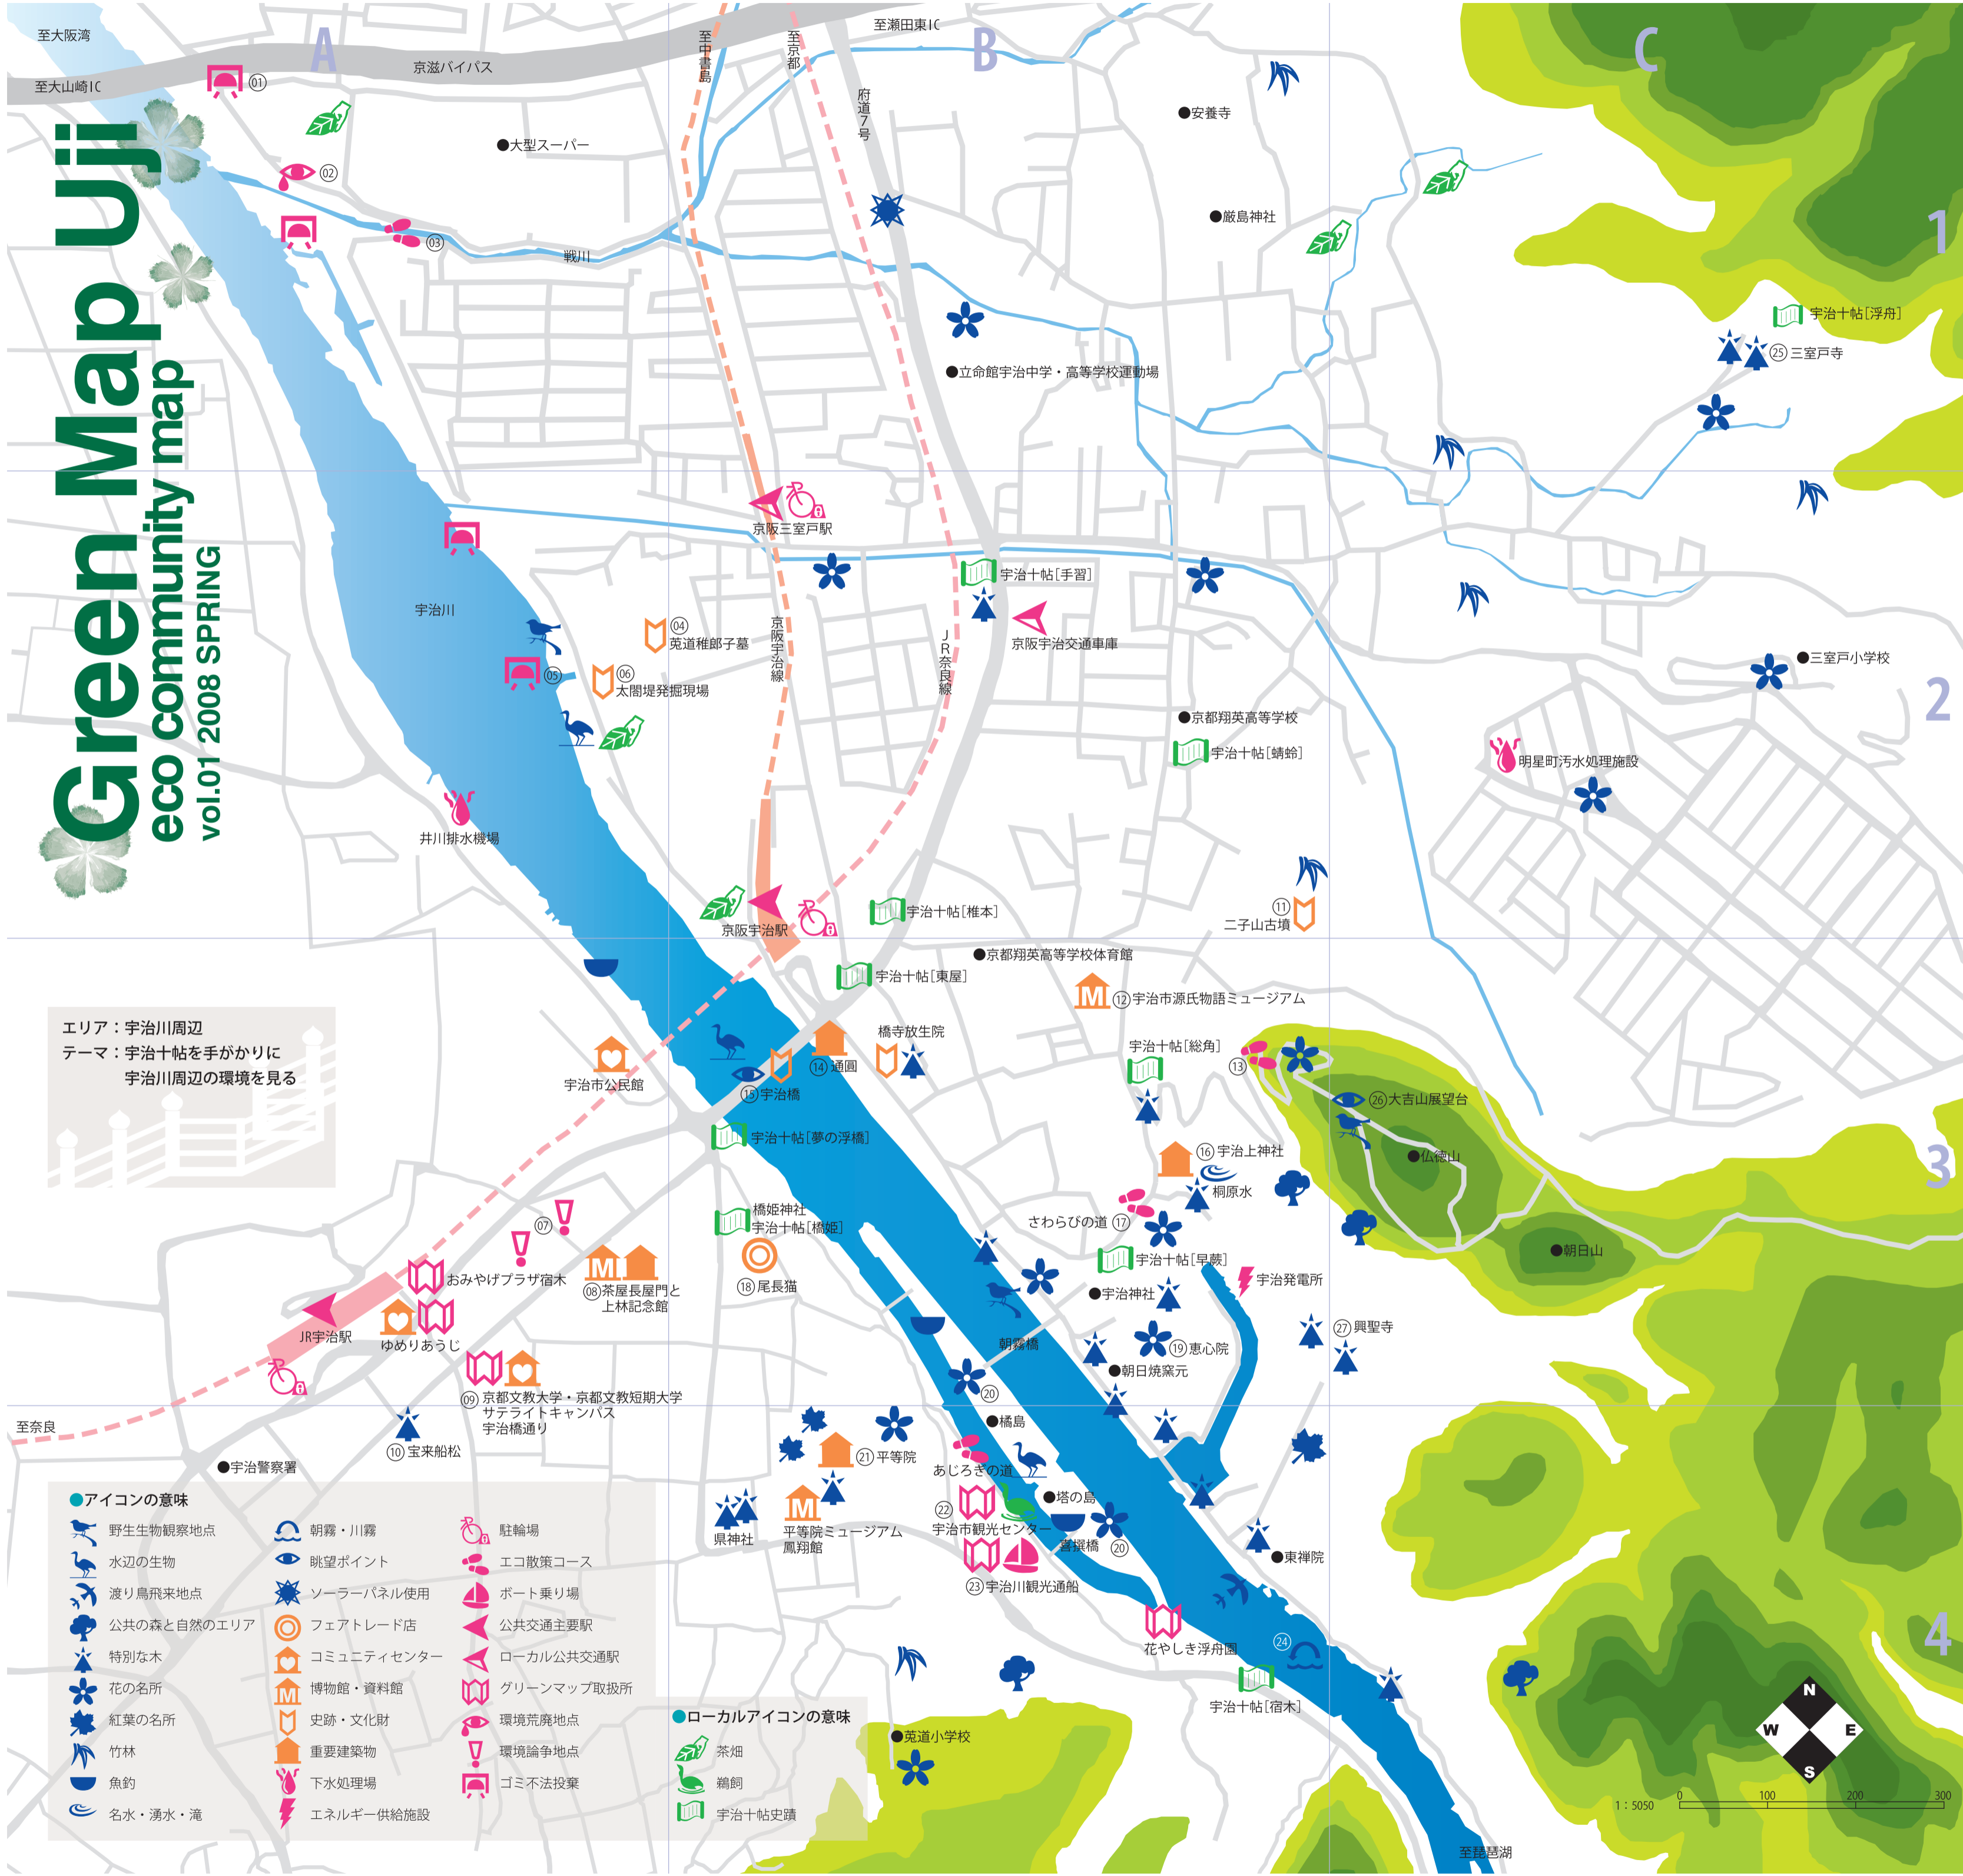 Green Map Uji
eco community map
vol.01 2008 SPRING
A
B
C
1
2
3
4
至大阪湾
至大山崎IC
京滋バイパス
至中書島
至京都
至瀬田東IC
府道7号
01
02
03
●大型スーパー
戦川
●安養寺
●厳島神社
●立命館宇治中学・高等学校運動場
宇治十帖[浮舟]
25 三室戸寺
京阪三室戸駅
宇治川
04
莵道稚郎子墓
05
06
太閤堤発掘現場
京阪宇治線
JR奈良線
宇治十帖[手習]
京阪宇治交通車庫
●京都翔英高等学校
宇治十帖[蜻蛉]
●三室戸小学校
明星町汚水処理施設
井川排水機場
京阪宇治駅
宇治十帖[椎本]
11
二子山古墳
●京都翔英高等学校体育館
宇治十帖[東屋]
12 宇治市源氏物語ミュージアム
エリア：宇治川周辺
テーマ：宇治十帖を手がかりに
宇治川周辺の環境を見る
宇治市公民館
14 通圓
橋寺放生院
15 宇治橋
宇治十帖[総角]
13
26 大吉山展望台
宇治十帖[夢の浮橋]
16 宇治上神社
桐原水
●仏徳山
さわらびの道 17
橋姫神社
宇治十帖[橋姫]
07
宇治十帖[早蕨]
●朝日山
おみやげプラザ宿木
08 茶屋長屋門と
上林記念館
18 尾長猫
●宇治神社
宇治発電所
JR宇治駅
ゆめりあうじ
朝霧橋
19 恵心院
27 興聖寺
●朝日焼窯元
09 京都文教大学・京都文教短期大学
サテライトキャンパス
宇治橋通り
20
至奈良
10 宝来船松
●宇治警察署
●橘島
21 平等院
あじろぎの道
県神社
平等院ミュージアム
鳳翔館
●塔の島
22
宇治市観光センター
喜撰橋
20
23 宇治川観光通船
●東禅院
花やしき浮舟園
24
宇治十帖[宿木]
●莵道小学校
至琵琶湖
●アイコンの意味
野生生物観察地点
水辺の生物
渡り鳥飛来地点
公共の森と自然のエリア
特別な木
花の名所
紅葉の名所
竹林
魚釣
名水・湧水・滝
朝霧・川霧
眺望ポイント
ソーラーパネル使用
フェアトレード店
コミュニティセンター
M 博物館・資料館
史跡・文化財
重要建築物
下水処理場
エネルギー供給施設
駐輪場
エコ散策コース
ボート乗り場
公共交通主要駅
ローカル公共交通駅
グリーンマップ取扱所
環境荒廃地点
環境論争地点
ゴミ不法投棄
●ローカルアイコンの意味
茶畑
鵜飼
宇治十帖史蹟
N
W E
S
1：5050
0 100 200 300